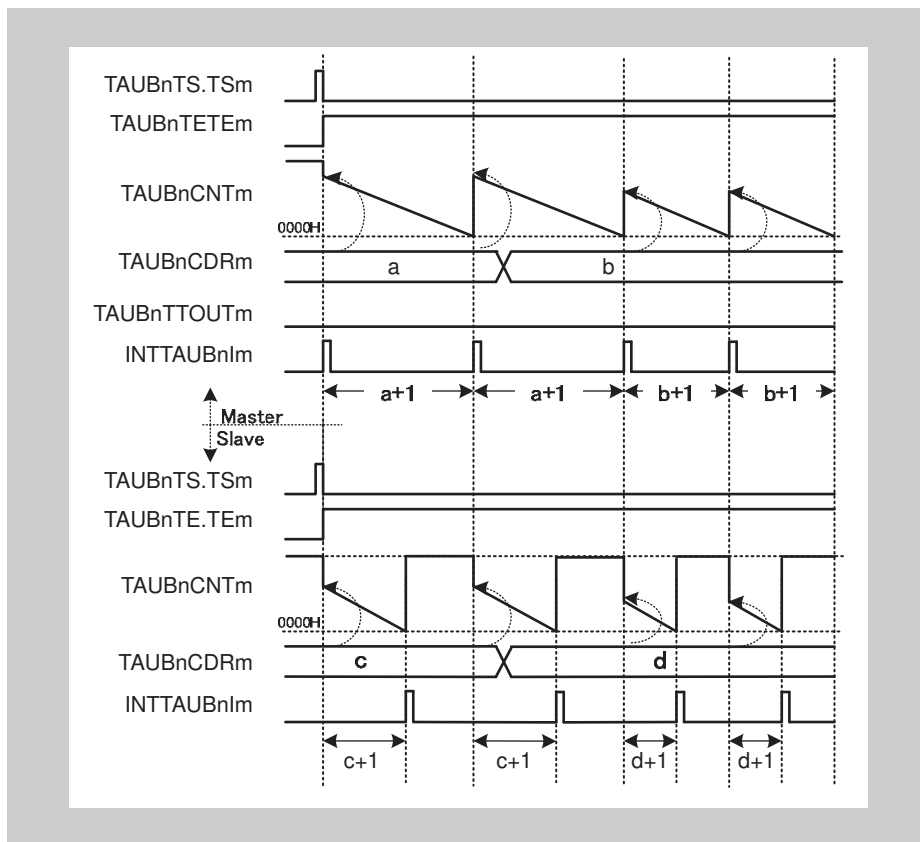 TAUBnTS.TSm
TAUBnTETEm
TAUBnCNTm
0000H
TAUBnCDRm
a
b
TAUBnTTOUTm
INTTAUBnIm
a+1 a+1 b+1 b+1
Master
Slave
TAUBnTS.TSm
TAUBnTE.TEm
TAUBnCNTm
0000H
TAUBnCDRm
c
d
INTTAUBnIm
c+1 c+1 d+1 d+1